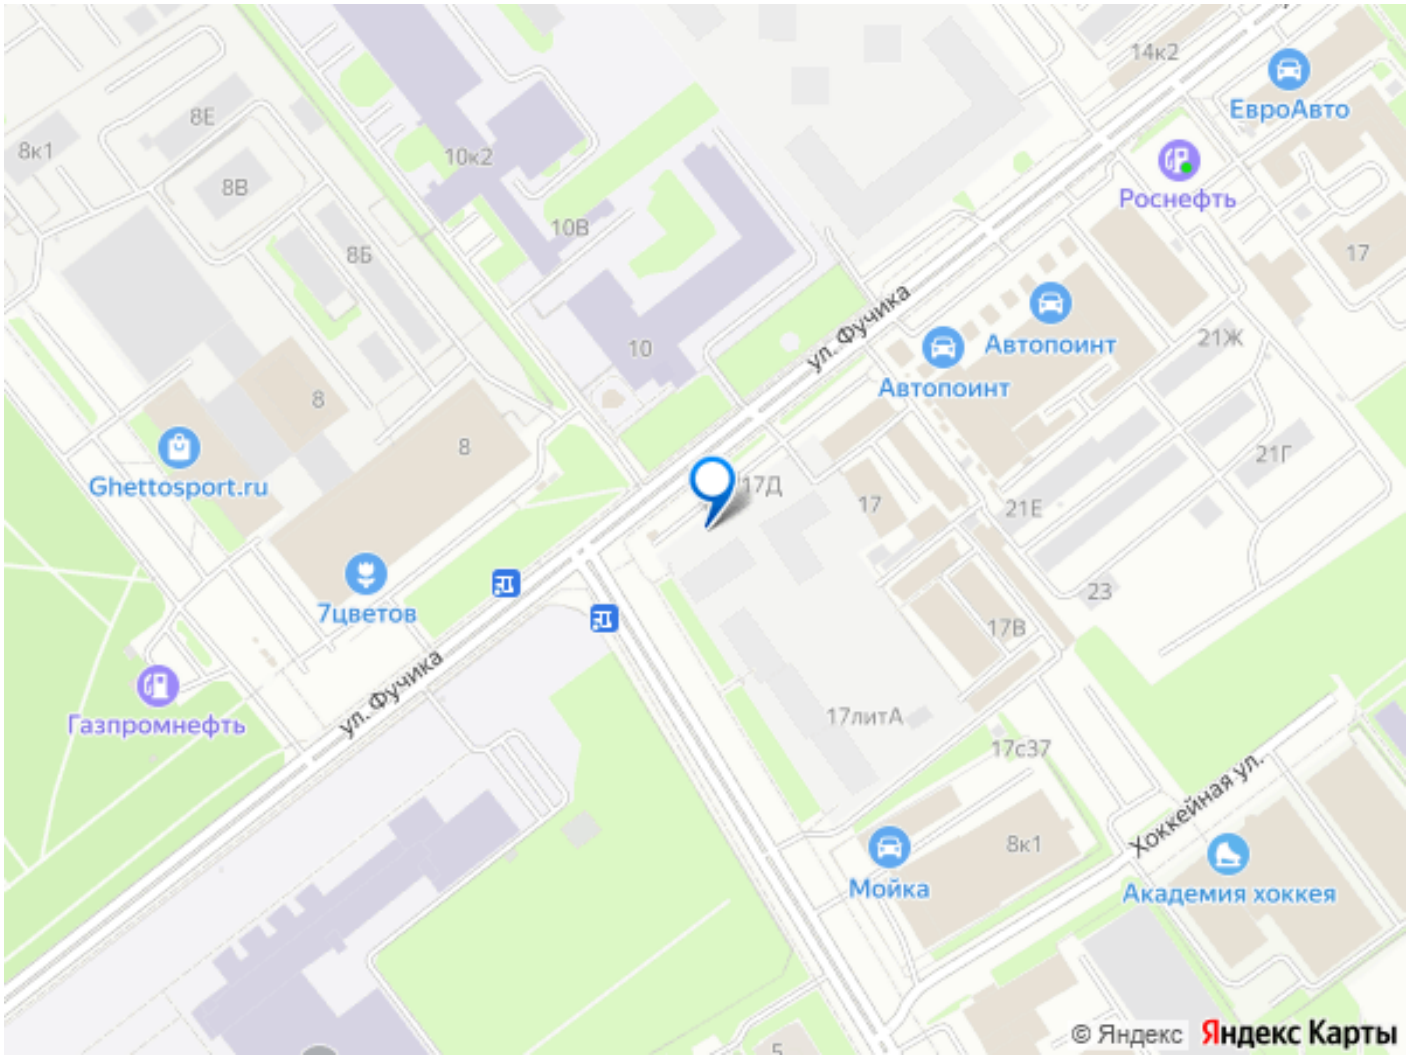 14к2
ЕвроАвто
8Е
8к1
10к2
8В
Роснефть
10В
8Б
17
ул. Фучика
Автопоинт
21Ж
10
Автопоинт
8
8
21Г
Ghettosport.ru
17Д
17
21Е
23
7цветов
17В
ул. Фучика
Газпромнефть
17литА
17с37
Хоккейная ул.
8к1
Мойка
Академия хоккея
5
© Яндекс Яндекс Карты